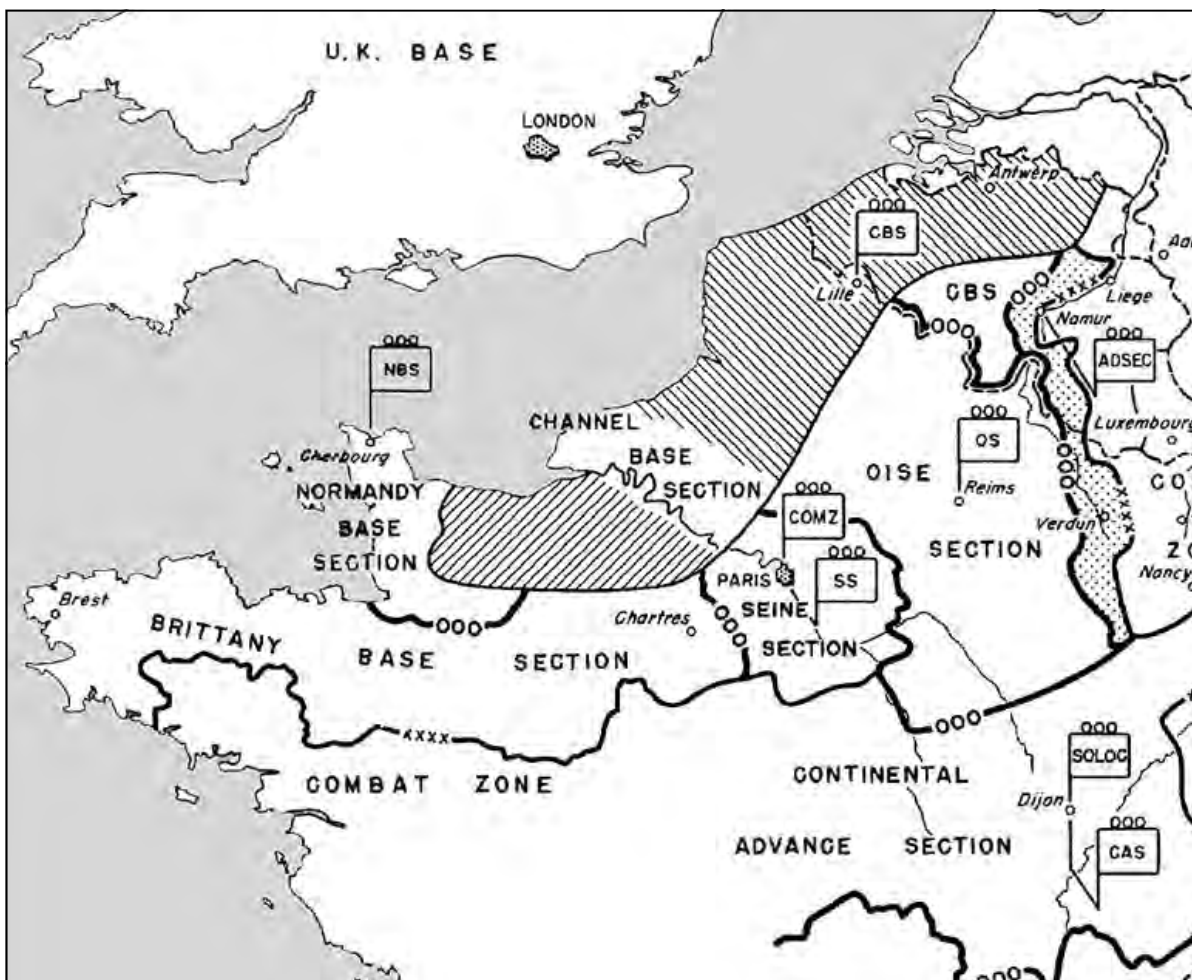 U.K. BASE
LONDON
Antwerp
CBS
Lille
CBS
Liege
Namur
ADSEC
NBS
Cherbourg
CHANNEL
BASE
SECTION
Luxembourg
OS
OISE
Reims
SECTION
Verdun
Nancy
NORMANDY
BASE
SECTION
COMZ
PARIS
SS
SEINE
SECTION
Brest
Chartres
BRITTANY
BASE SECTION
XXXX
COMBAT ZONE
CONTINENTAL
ADVANCE SECTION
SOLOC
Dijon
CAS